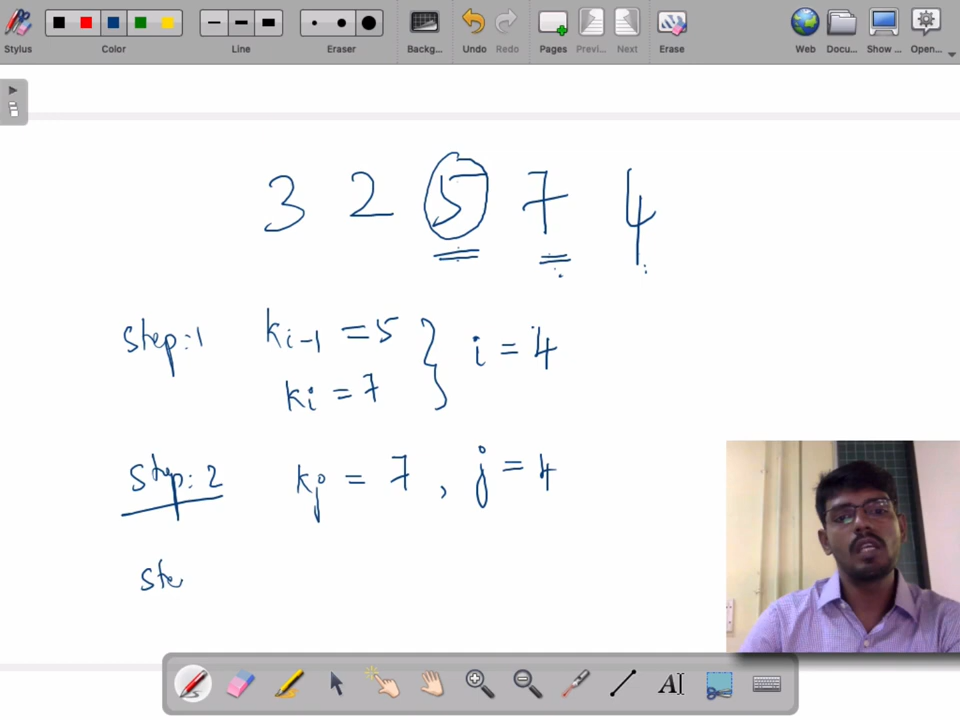 Stylus Color Line Eraser Backg... Undo Redo Pages Previ... Next Erase Web Docu... Show ... Open...
3 2 5 7 4
step:1 ki-1 = 5 } i = 4
ki = 7
step:2 kj = 7 , j = 4
ste
A